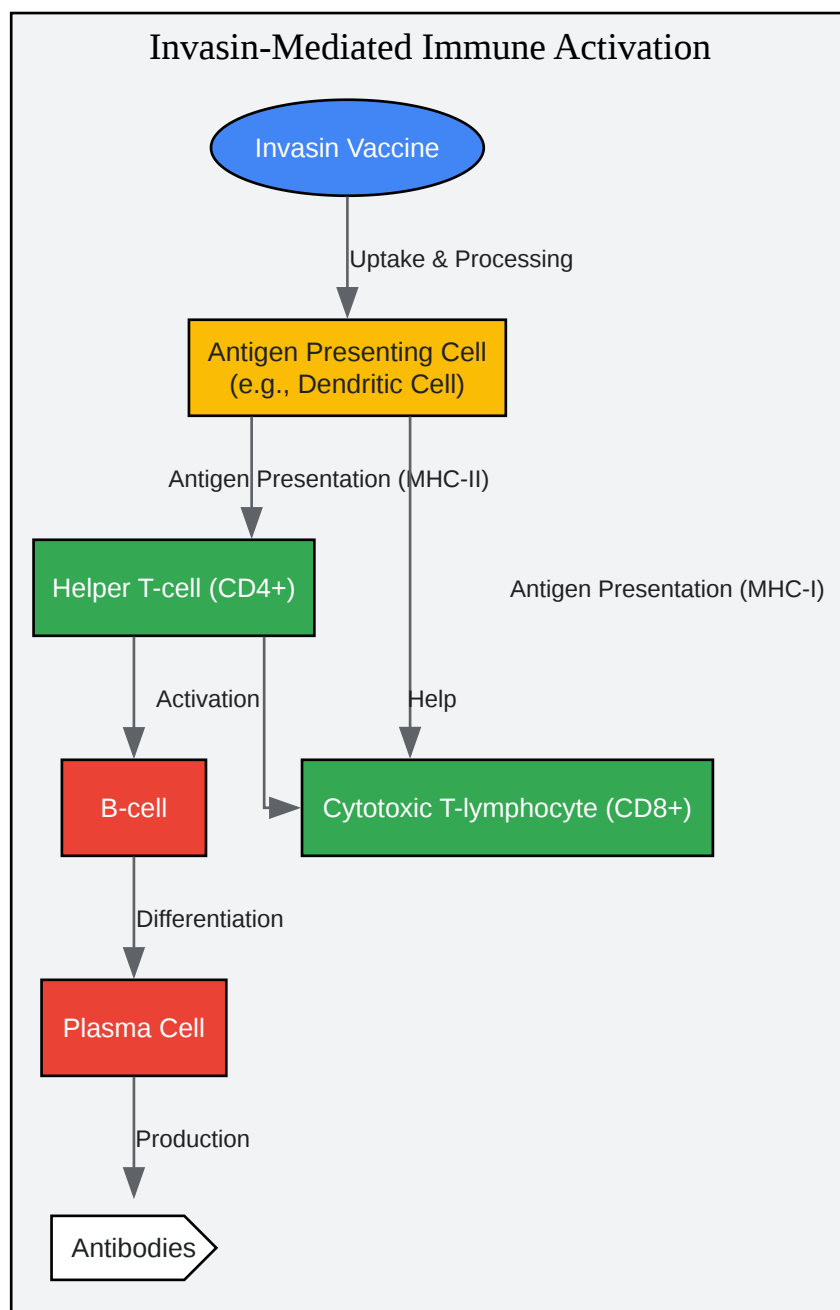 Invasin-Mediated Immune Activation
Invasin Vaccine
Uptake & Processing
Antigen Presenting Cell
(e.g., Dendritic Cell)
Antigen Presentation (MHC-II)
Helper T-cell (CD4+)
Antigen Presentation (MHC-I)
Activation
Help
B-cell
Cytotoxic T-lymphocyte (CD8+)
Differentiation
Plasma Cell
Production
Antibodies